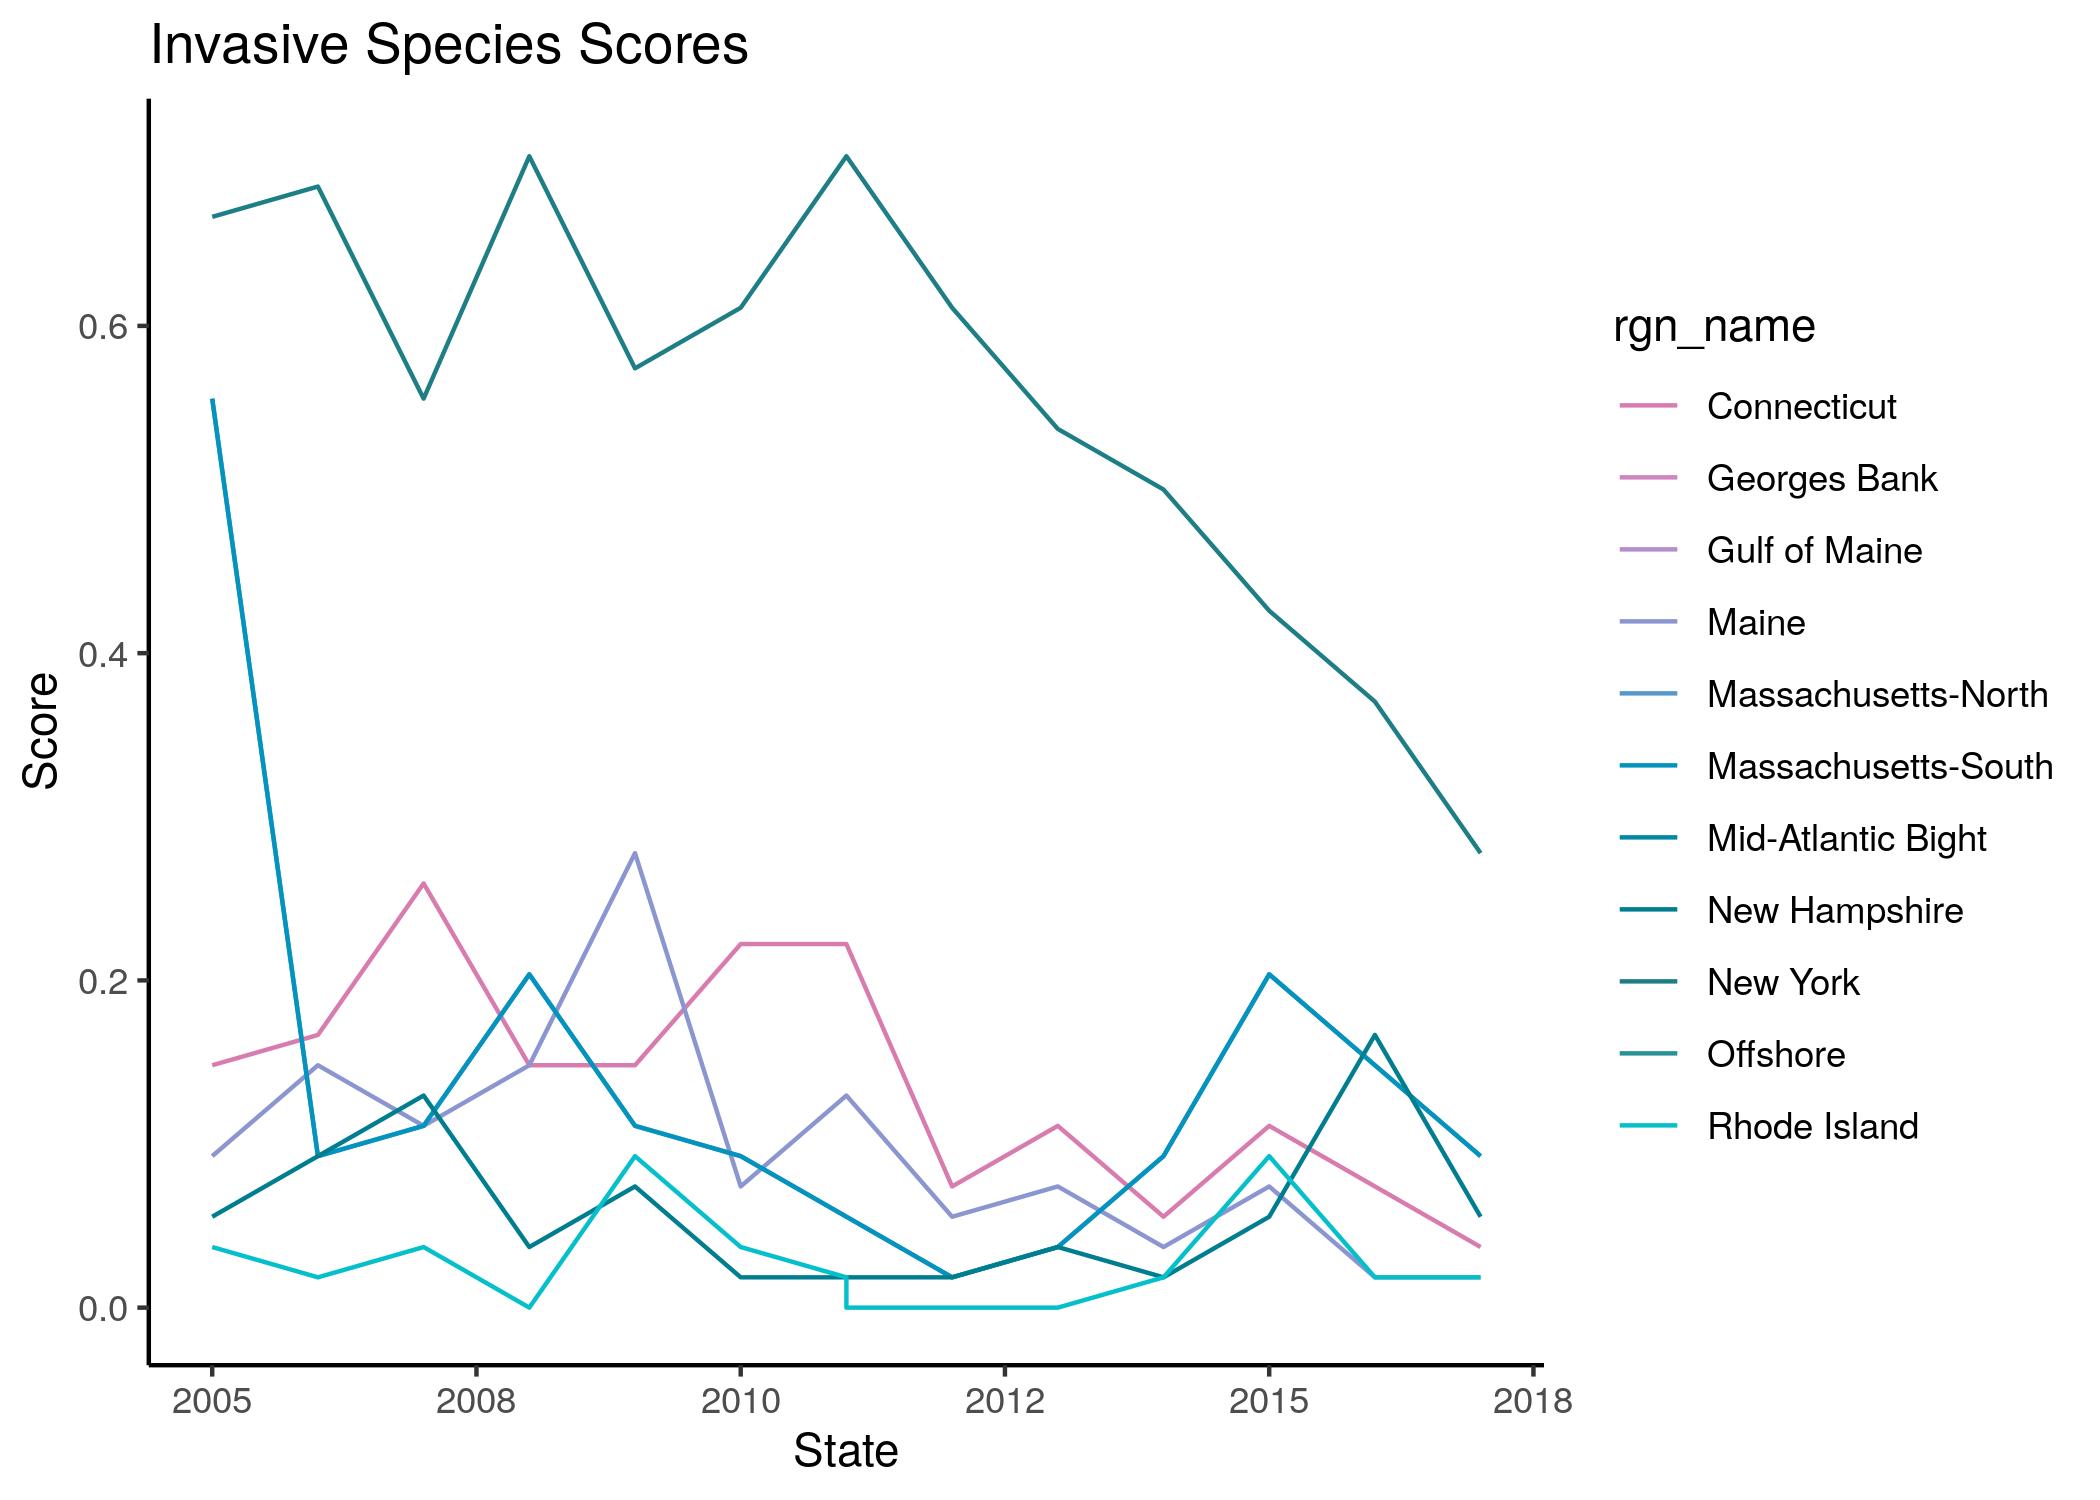 Invasive Species Scores
0.6
0.4
0.2
0.0
Score
2005 2008 2010 2012 2015 2018
State
rgn_name
Connecticut
Georges Bank
Gulf of Maine
Maine
Massachusetts-North
Massachusetts-South
Mid-Atlantic Bight
New Hampshire
New York
Offshore
Rhode Island